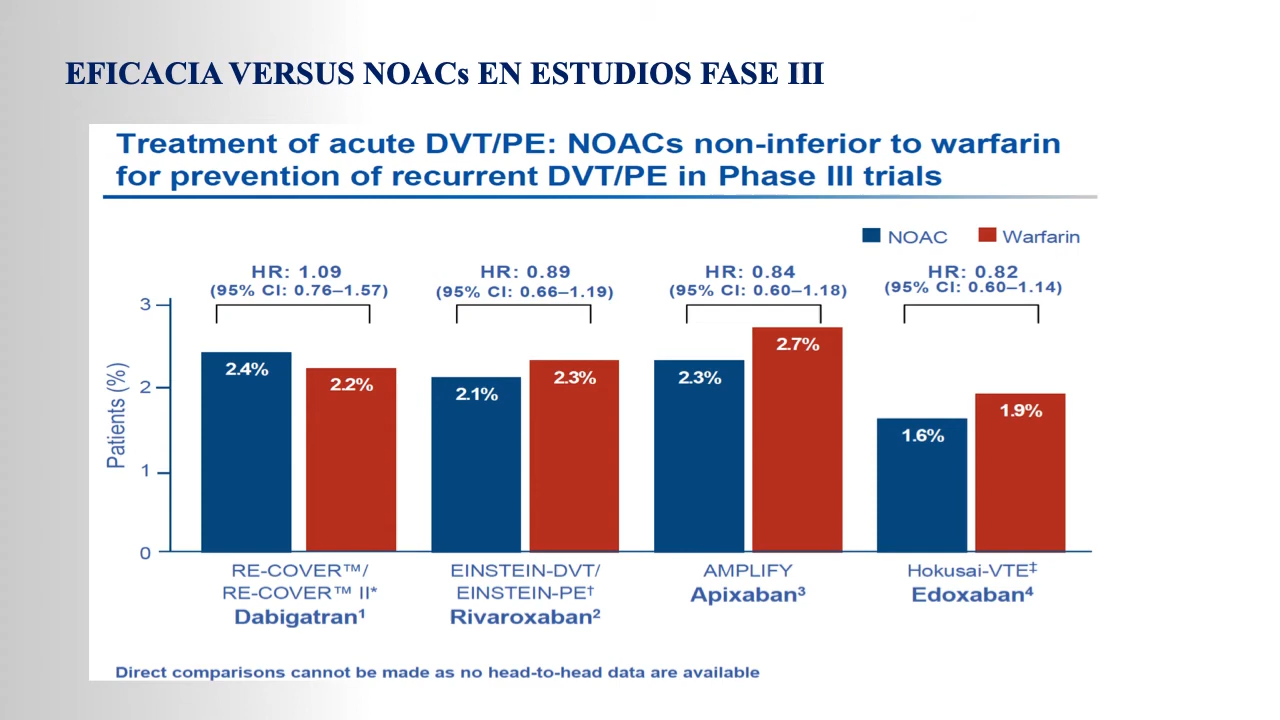 EFICACIA VERSUS NOACs EN ESTUDIOS FASE III
Treatment of acute DVT/PE: NOACs non-inferior to warfarin
for prevention of recurrent DVT/PE in Phase III trials
NOAC Warfarin
HR: 1.09
(95% CI: 0.76–1.57)
HR: 0.89
(95% CI: 0.66–1.19)
HR: 0.84
(95% CI: 0.60–1.18)
HR: 0.82
(95% CI: 0.60–1.14)
Patients (%)
3
2
1
0
2.4%
2.2%
2.1%
2.3%
2.3%
2.7%
1.6%
1.9%
RE-COVER™/
RE-COVER™ II*
Dabigatran¹
EINSTEIN-DVT/
EINSTEIN-PE†
Rivaroxaban²
AMPLIFY
Apixaban³
Hokusai-VTE‡
Edoxaban⁴
Direct comparisons cannot be made as no head-to-head data are available